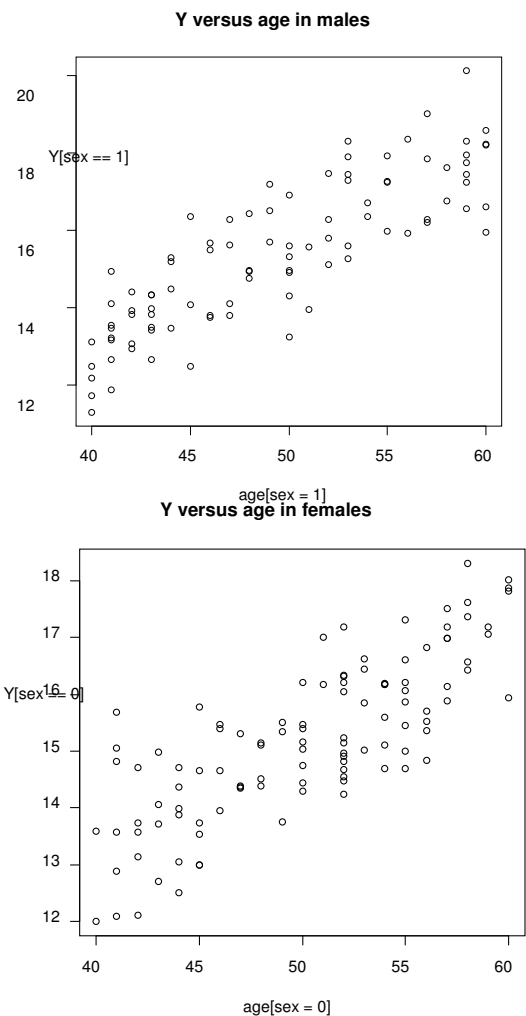 Y versus age in males
20
Y[sex == 1]
18
16
14
12
40 45 50 55 60
age[sex = 1]
Y versus age in females
18
17
16
Y[sex == 0]
15
14
13
12
40 45 50 55 60
age[sex = 0]